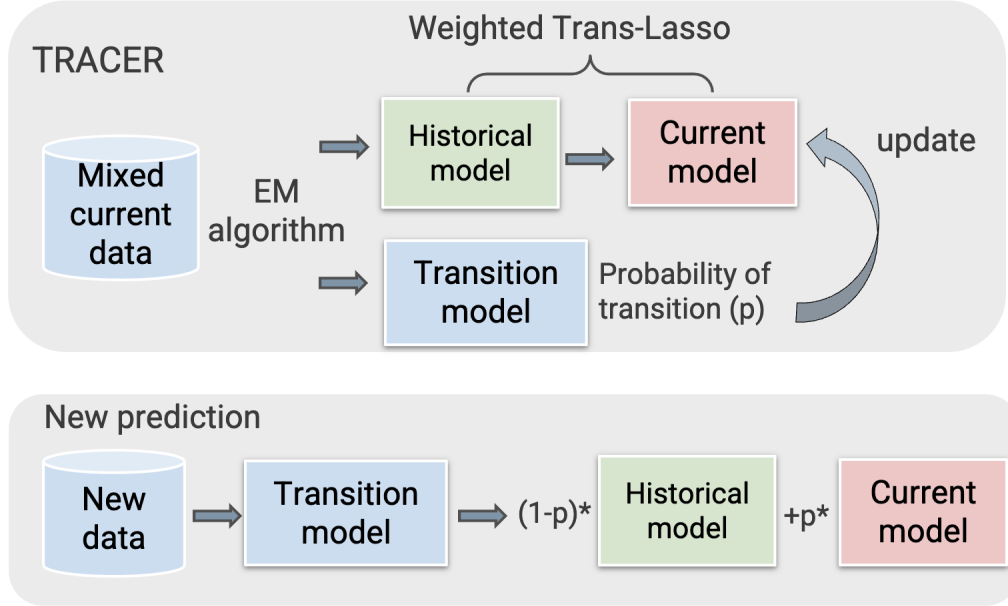 Weighted Trans-Lasso
TRACER
Mixed
current
data
EM
algorithm
Historical
model
Current
model
update
Transition
model
Probability of
transition (p)
New prediction
New
data
Transition
model
(1-p)*
Historical
model
+p*
Current
model